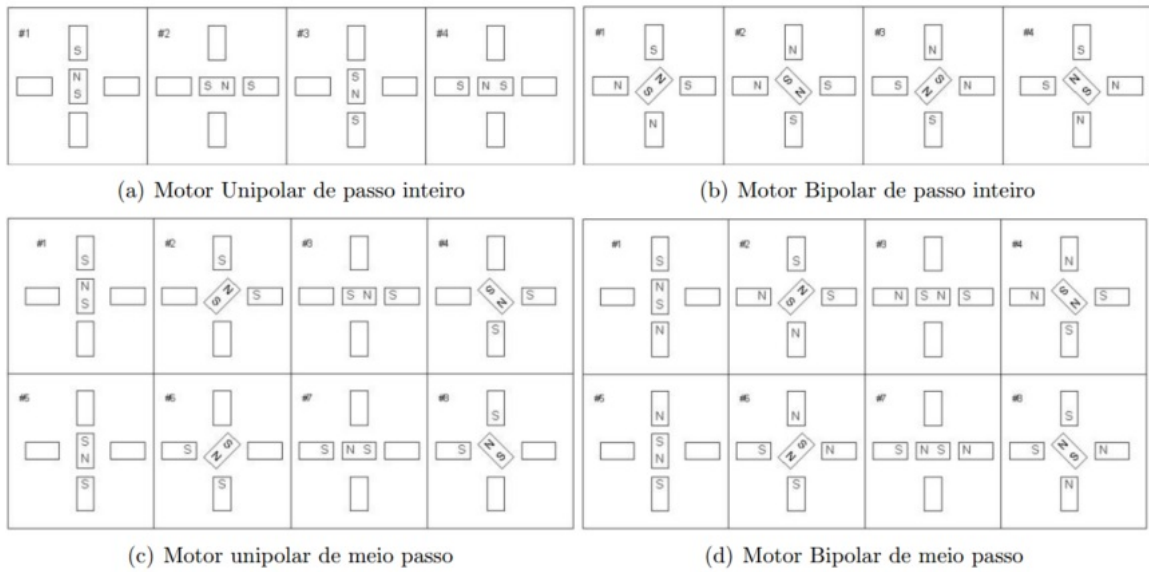 #1
S
N
S
#2
S N S
#3
S
N
S
#4
S N S
(a) Motor Unipolar de passo inteiro
#1
S
N S N S
N
#2
N
N S N S
S
#3
N
S N S N
S
#4
S
S N S N
N
(b) Motor Bipolar de passo inteiro
#1
S
N
S
#2
S
S N S
#3
S N S
#4
S N S
S
#5
S
N
S
#6
S N S
S
#7
S N S
#8
S
S N S
(c) Motor unipolar de meio passo
#1
S
N
S
N
#2
S
N S N S
N
#3
N S N S
#4
N
N S N S
S
#5
N
S
N
S
#6
N
S N S N
S
#7
S N S N
#8
S
S N S N
N
(d) Motor Bipolar de meio passo